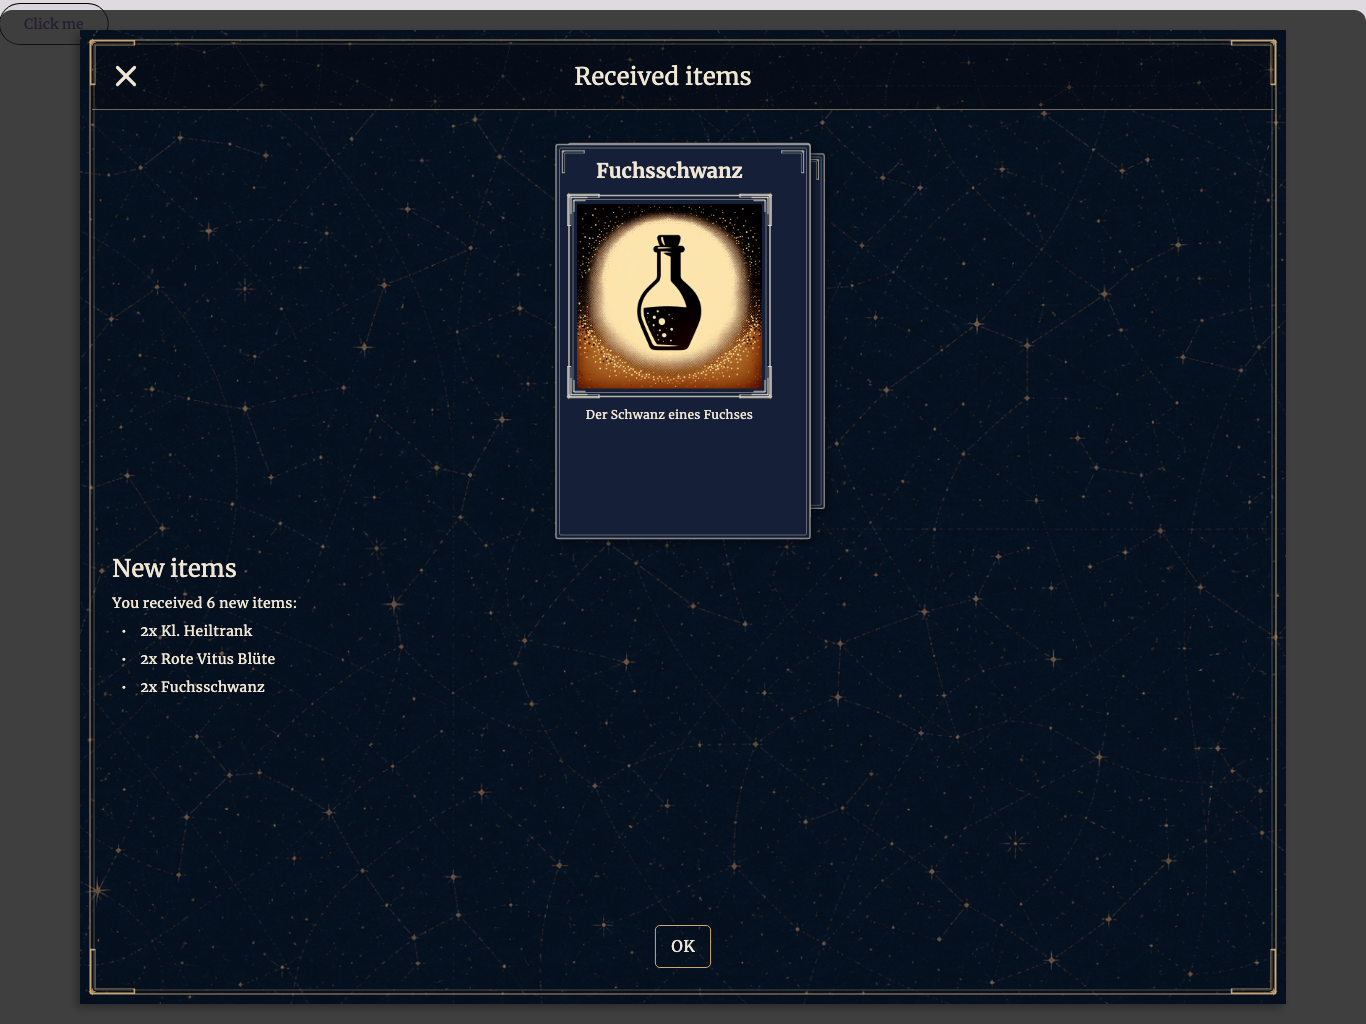 Click me
Received items
Fuchsschwanz
Der Schwanz eines Fuchses
New items
You received 6 new items:
• 2x Kl. Heiltrank
• 2x Rote Vitus Blüte
• 2x Fuchsschwanz
OK